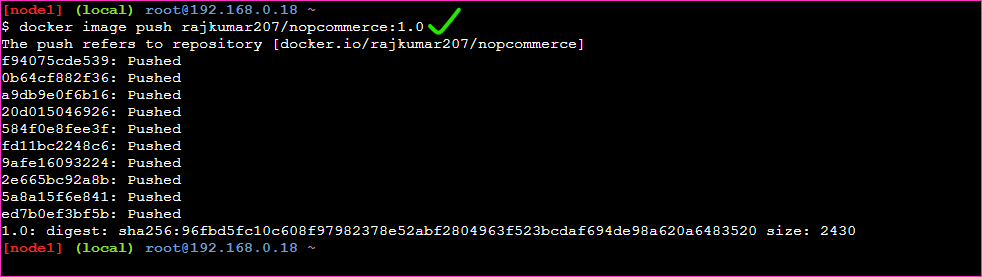 [node1] (local) root@192.168.0.18 ~
$ docker image push rajkumar207/nopcommerce:1.0
The push refers to repository [docker.io/rajkumar207/nopcommerce]
f94075cde539: Pushed
0b64cf882f36: Pushed
a9db9e0f6b16: Pushed
20d015046926: Pushed
584f0e8fee3f: Pushed
fd11bc2248c6: Pushed
9afe16093224: Pushed
2e665bc92a8b: Pushed
5a8a15f6e841: Pushed
ed7b0ef3bf5b: Pushed
1.0: digest: sha256:96fbd5fc10c608f97982378e52abf2804963f523bcdaf694de98a620a6483520 size: 2430
[node1] (local) root@192.168.0.18 ~